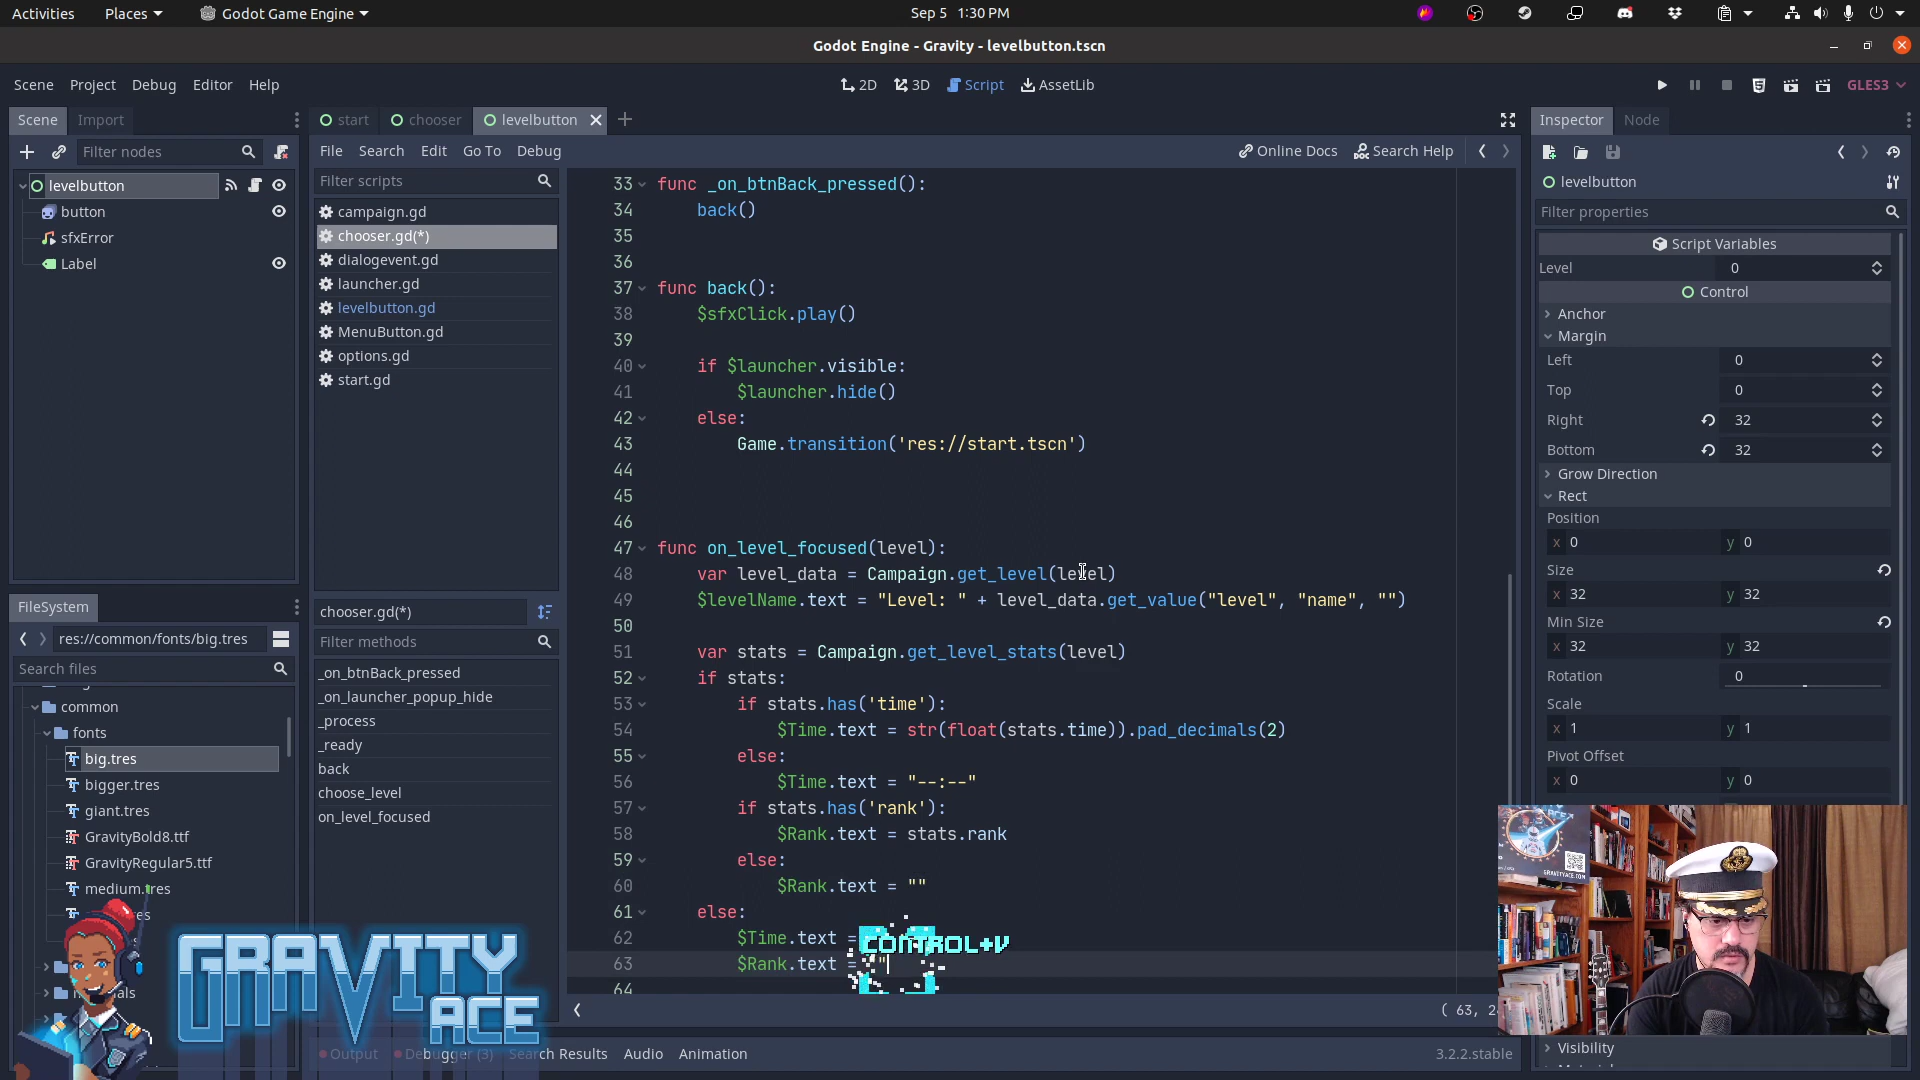 Activities Places Godot Game Engine Sep 5 1:30 PM
Godot Engine - Gravity - levelbutton.tscn
Scene Project Debug Editor Help 2D 3D Script AssetLib GLES3
Scene Import start chooser levelbutton Inspector Node
Filter nodes File Search Edit Go To Debug Online Docs Search Help
levelbutton
button
sfxError
Label
FileSystem
res://common/fonts/big.tres
Search files
common
fonts
big.tres
bigger.tres
giant.tres
GravityBold8.ttf
GravityRegular5.ttf
medium.tres
GRAVITY
ACE
Filter scripts
campaign.gd
chooser.gd(*)
dialogevent.gd
launcher.gd
levelbutton.gd
MenuButton.gd
options.gd
start.gd
chooser.gd(*)
Filter methods
_on_btnBack_pressed
_on_launcher_popup_hide
_process
_ready
back
choose_level
on_level_focused
33 func _on_btnBack_pressed():
34 back()
35
36
37 func back():
38 $sfxClick.play()
39
40 if $launcher.visible:
41 $launcher.hide()
42 else:
43 Game.transition('res://start.tscn')
44
45
46
47 func on_level_focused(level):
48 var level_data = Campaign.get_level(level)
49 $levelName.text = "Level: " + level_data.get_value("level", "name", "")
50
51 var stats = Campaign.get_level_stats(level)
52 if stats:
53 if stats.has('time'):
54 $Time.text = str(float(stats.time)).pad_decimals(2)
55 else:
56 $Time.text = "--:--"
57 if stats.has('rank'):
58 $Rank.text = stats.rank
59 else:
60 $Rank.text = ""
61 else:
62 $Time.text =
CONTROL+V
63 $Rank.text =
64
Output Debugger (3) Search Results Audio Animation 3.2.2.stable
levelbutton
Filter properties
Script Variables
Level 0
Control
Anchor
Margin
Left 0
Top 0
Right 32
Bottom 32
Grow Direction
Rect
Position
x 0 y 0
Size
x 32 y 32
Min Size
x 32 y 32
Rotation 0
Scale
x 1 y 1
Pivot Offset
x 0 y 0
GRAVITYACE.COM
Visibility